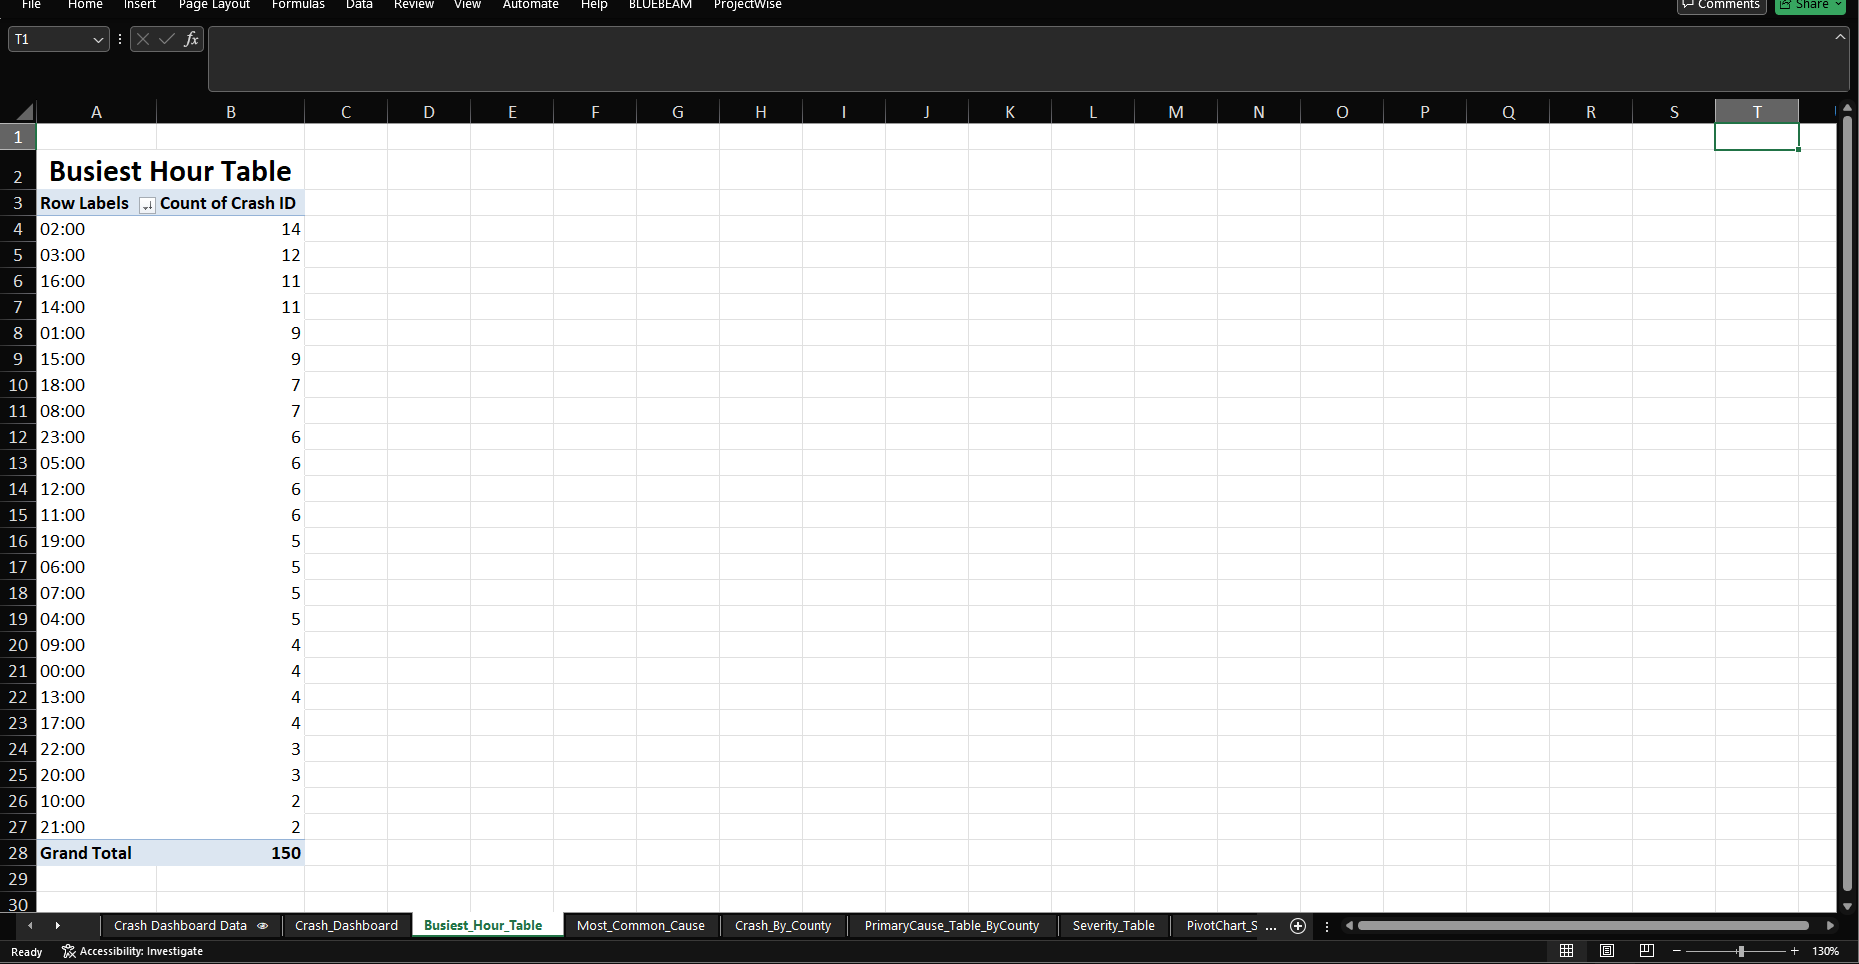 File Home Insert Page Layout Formulas Data Review View Automate Help BLUEBEAM ProjectWise Comments Share
T1 fx
A B C D E F G H I J K L M N O P Q R S T
1
2 Busiest Hour Table
3 Row Labels Count of Crash ID
4 02:00 14
5 03:00 12
6 16:00 11
7 14:00 11
8 01:00 9
9 15:00 9
10 18:00 7
11 08:00 7
12 23:00 6
13 05:00 6
14 12:00 6
15 11:00 6
16 19:00 5
17 06:00 5
18 07:00 5
19 04:00 5
20 09:00 4
21 00:00 4
22 13:00 4
23 17:00 4
24 22:00 3
25 20:00 3
26 10:00 2
27 21:00 2
28 Grand Total 150
29
30
Crash Dashboard Data Crash_Dashboard Busiest_Hour_Table Most_Common_Cause Crash_By_County PrimaryCause_Table_ByCounty Severity_Table PivotChart_S ...
Ready Accessibility: Investigate 130%